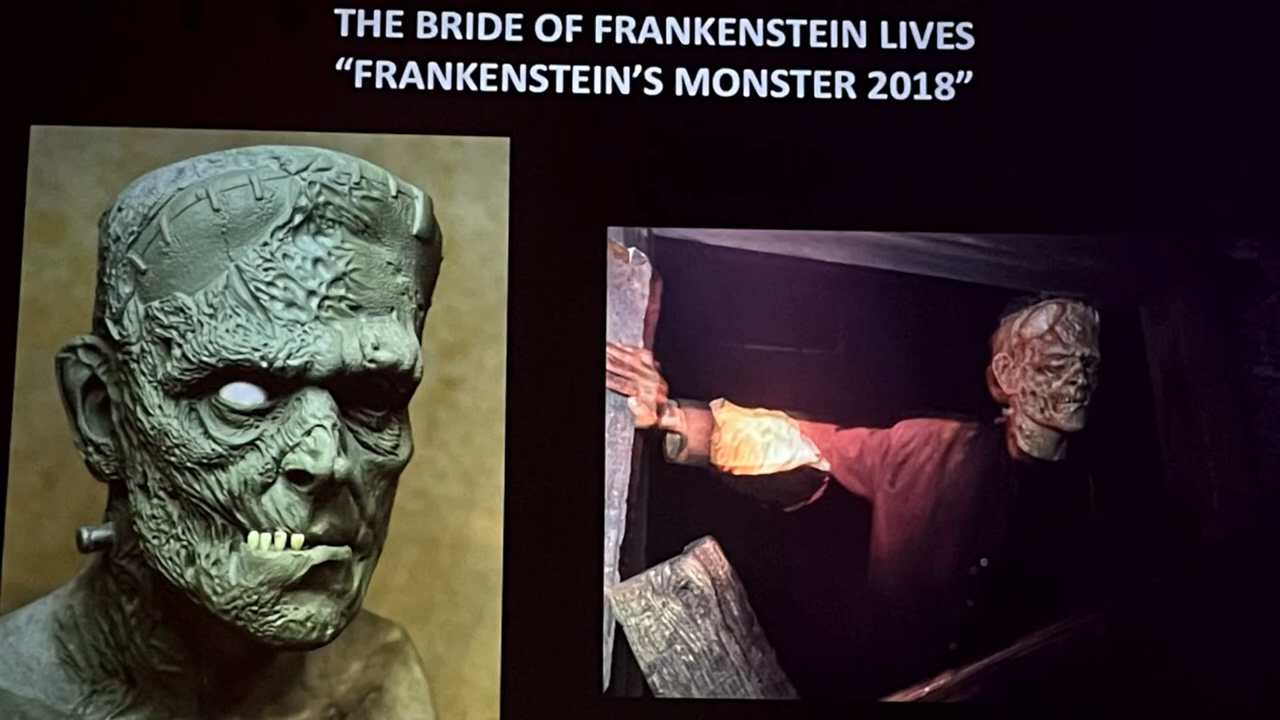 THE BRIDE OF FRANKENSTEIN LIVES
“FRANKENSTEIN’S MONSTER 2018”